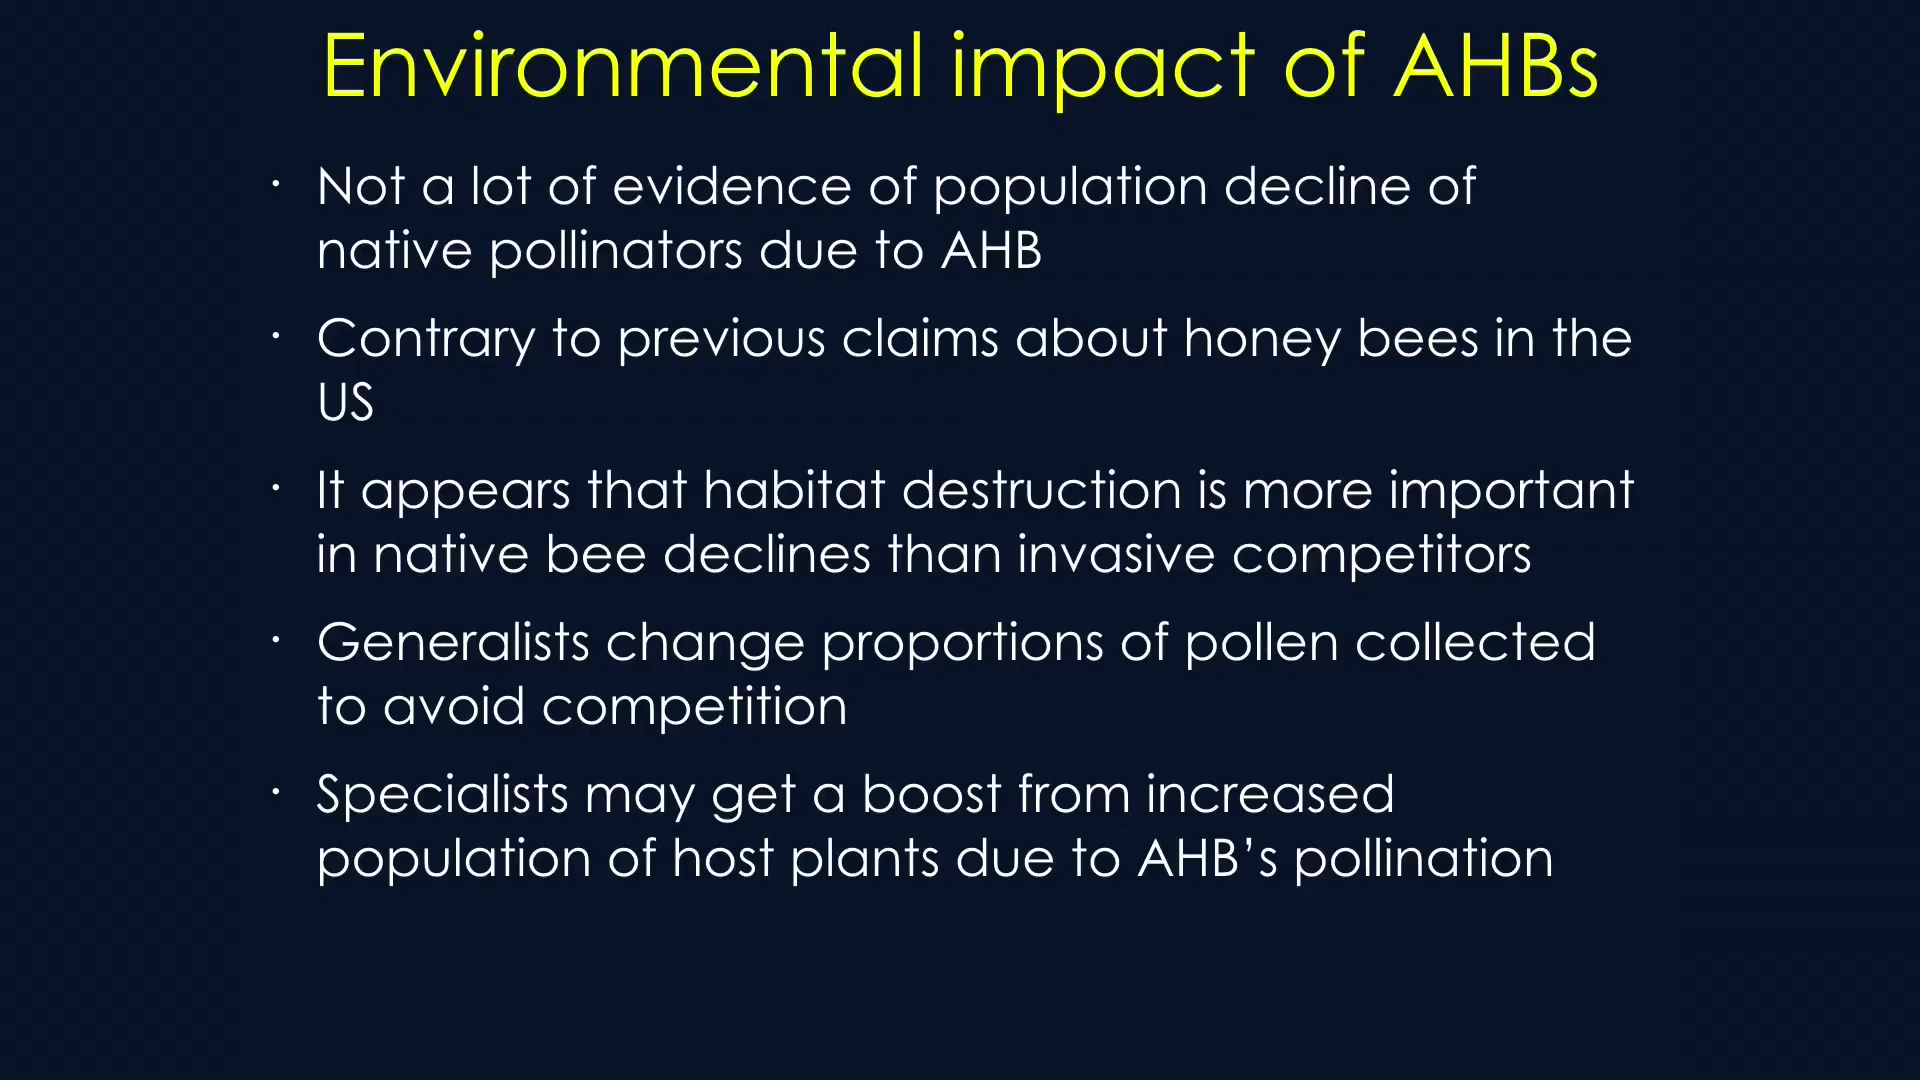 Environmental impact of AHBs
· Not a lot of evidence of population decline of
native pollinators due to AHB
· Contrary to previous claims about honey bees in the
US
· It appears that habitat destruction is more important
in native bee declines than invasive competitors
· Generalists change proportions of pollen collected
to avoid competition
· Specialists may get a boost from increased
population of host plants due to AHB’s pollination